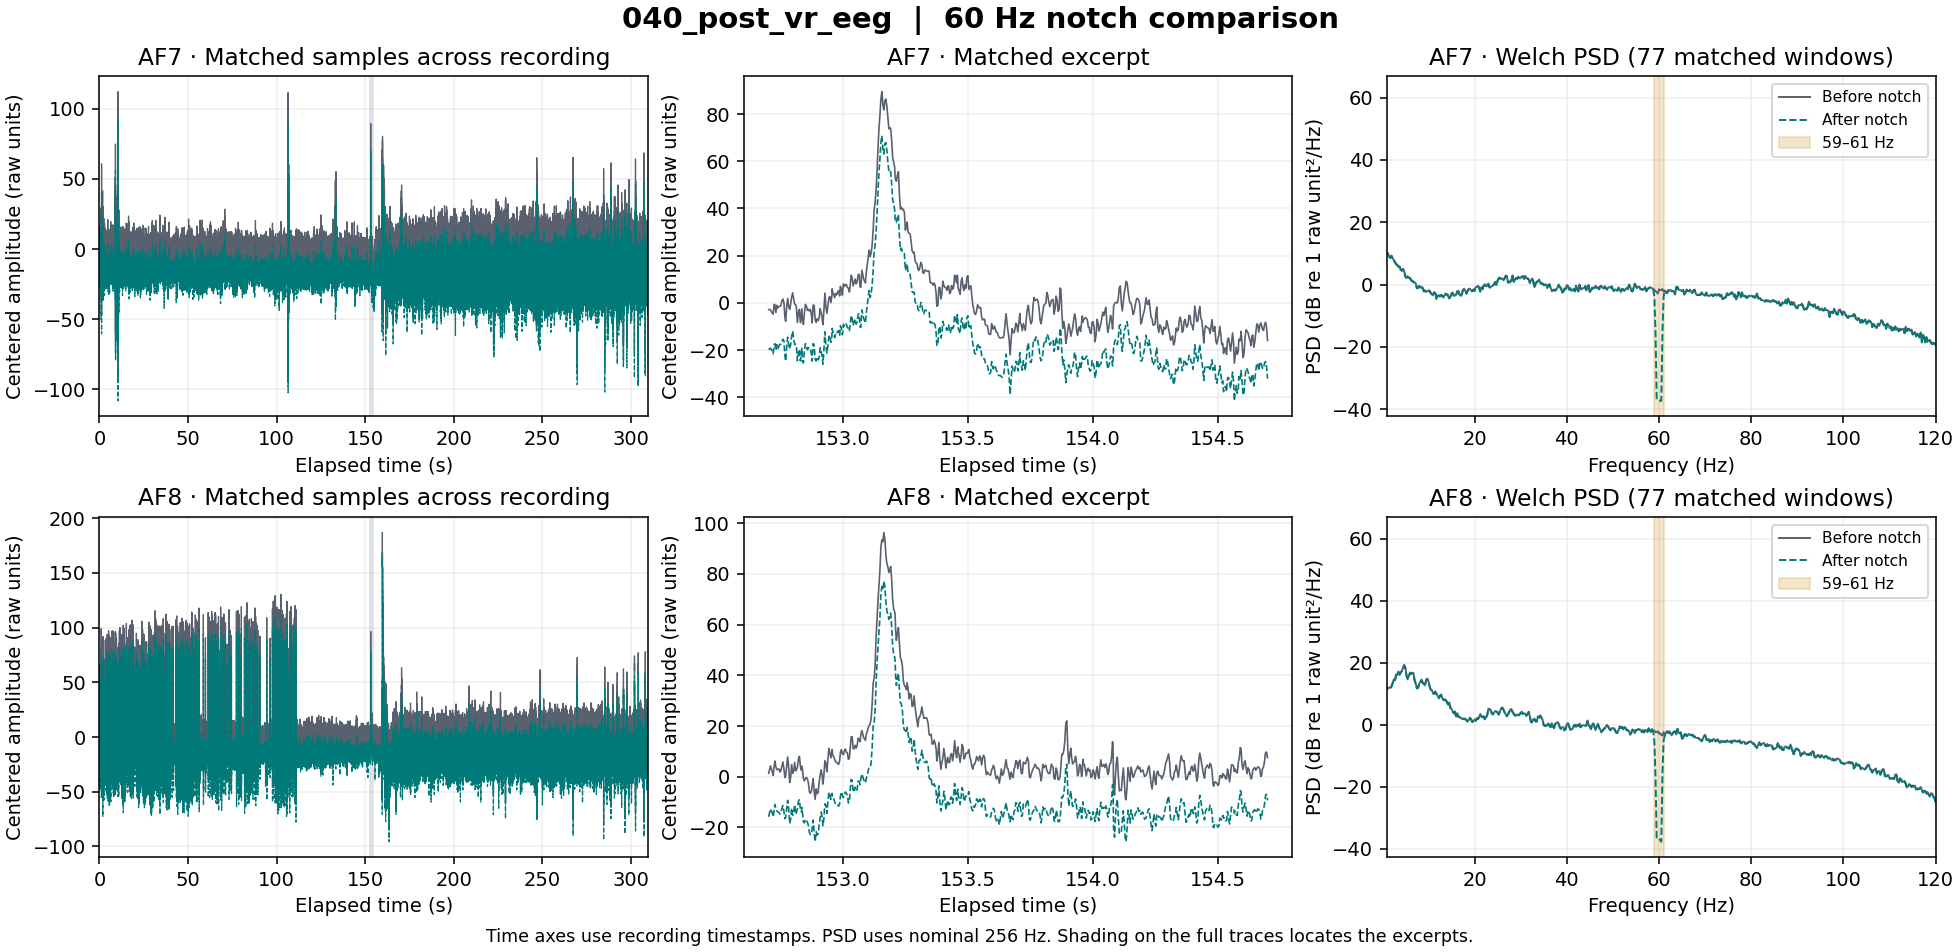 040_post_vr_eeg | 60 Hz notch comparison
AF7 · Matched samples across recording
Centered amplitude (raw units)
100
50
0
−50
−100
0 50 100 150 200 250 300
Elapsed time (s)
AF7 · Matched excerpt
Centered amplitude (raw units)
80
60
40
20
0
−20
−40
153.0 153.5 154.0 154.5
Elapsed time (s)
AF7 · Welch PSD (77 matched windows)
PSD (dB re 1 raw unit²/Hz)
60
40
20
0
−20
−40
Before notch
After notch
59–61 Hz
20 40 60 80 100 120
Frequency (Hz)
AF8 · Matched samples across recording
Centered amplitude (raw units)
200
150
100
50
0
−50
−100
0 50 100 150 200 250 300
Elapsed time (s)
AF8 · Matched excerpt
Centered amplitude (raw units)
100
80
60
40
20
0
−20
153.0 153.5 154.0 154.5
Elapsed time (s)
AF8 · Welch PSD (77 matched windows)
PSD (dB re 1 raw unit²/Hz)
60
40
20
0
−20
−40
Before notch
After notch
59–61 Hz
20 40 60 80 100 120
Frequency (Hz)
Time axes use recording timestamps. PSD uses nominal 256 Hz. Shading on the full traces locates the excerpts.